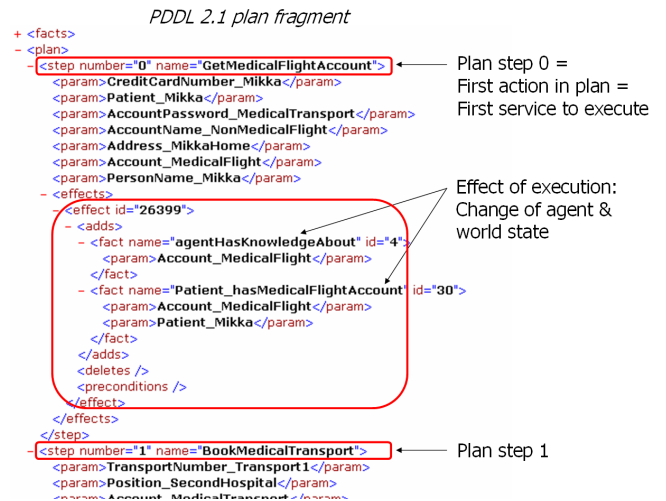 PDDL 2.1 plan fragment
+ <facts>
- <plan>
- <step number="0" name="GetMedicalFlightAccount">
<param>CreditCardNumber_Mikka</param>
<param>Patient_Mikka</param>
<param>AccountPassword_MedicalTransport</param>
<param>AccountName_NonMedicalFlight</param>
<param>Address_MikkaHome</param>
<param>Account_MedicalFlight</param>
<param>PersonName_Mikka</param>
- <effects>
- <effect id="26399">
- <adds>
- <fact name="agentHasKnowledgeAbout" id="4">
<param>Account_MedicalFlight</param>
</fact>
- <fact name="Patient_hasMedicalFlightAccount" id="30">
<param>Account_MedicalFlight</param>
<param>Patient_Mikka</param>
</fact>
</adds>
<deletes />
<preconditions />
</effect>
</effects>
</step>
- <step number="1" name="BookMedicalTransport">
<param>TransportNumber_Transport1</param>
<param>Position_SecondHospital</param>
<param>Account_MedicalTransport</param>
Plan step 0 =
First action in plan =
First service to execute
Effect of execution:
Change of agent &
world state
Plan step 1